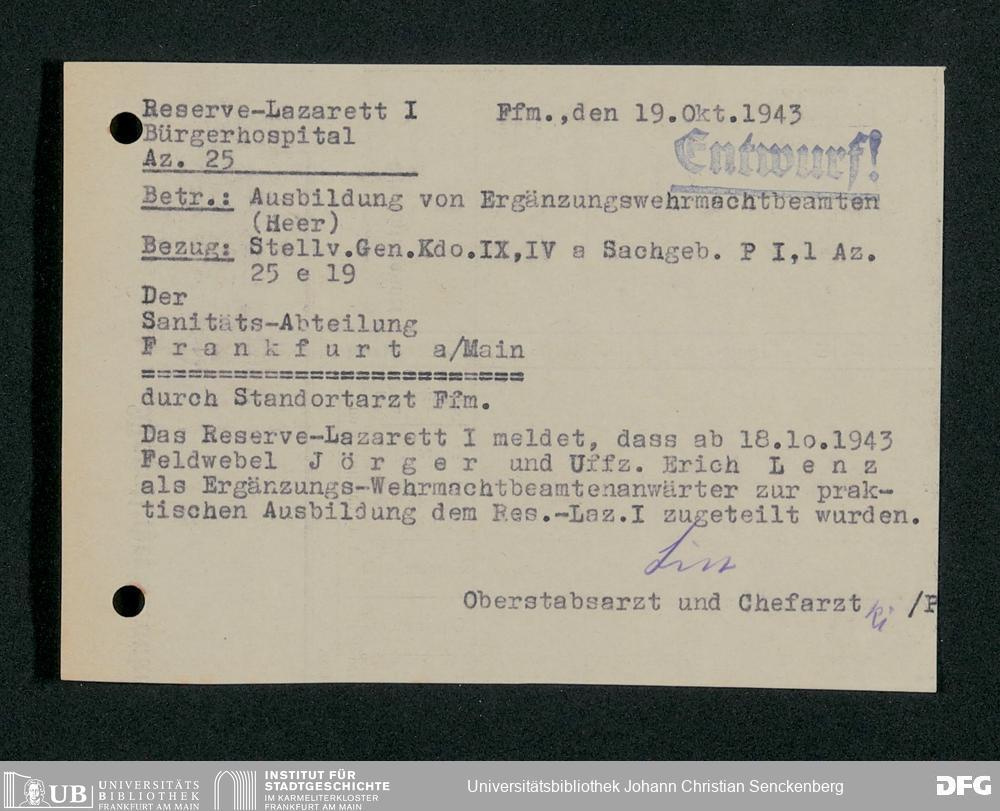 Reserve-Lazarett I Ffm.,den 19.Okt.1943
Bürgerhospital
Entwurf!
Az. 25
Betr.: Ausbildung von Ergänzungswehrmachtbeamten
(Heer)
Bezug: Stellv.Gen.Kdo.IX,IV a Sachgeb. P I,1 Az.
25 e 19
Der
Sanitäts-Abteilung
F r a n k f u r t a/Main
=========================
durch Standortarzt Ffm.
Das Reserve-Lazarett I meldet, dass ab 18.1o.1943
Feldwebel J ö r g e r und Uffz. Erich L e n z
als Ergänzungs-Wehrmachtbeamtenanwärter zur prak-
tischen Ausbildung dem Res.-Laz.I zugeteilt wurden.
Oberstabsarzt und Chefarzt
UB UNIVERSITÄTS
BIBLIOTHEK
FRANKFURT AM MAIN
INSTITUT FÜR
STADTGESCHICHTE
IM KARMELITERKLOSTER
FRANKFURT AM MAIN
Universitätsbibliothek Johann Christian Senckenberg
DFG